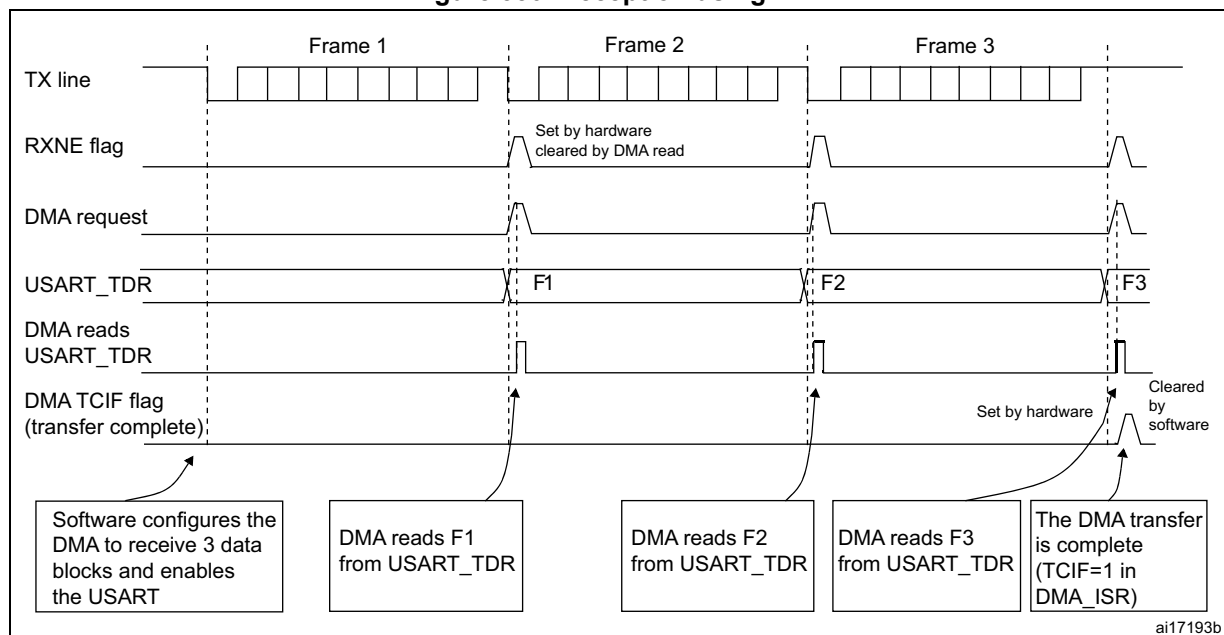 Frame 1
Frame 2
Frame 3
TX line
Set by hardware
cleared by DMA read
RXNE flag
DMA request
USART_TDR
F1
F2
F3
DMA reads
USART_TDR
DMA TCIF flag
(transfer complete)
Set by hardware
Cleared
by
software
Software configures the
DMA to receive 3 data
blocks and enables
the USART
DMA reads F1
from USART_TDR
DMA reads F2
from USART_TDR
DMA reads F3
from USART_TDR
The DMA transfer
is complete
(TCIF=1 in
DMA_ISR)
ai17193b